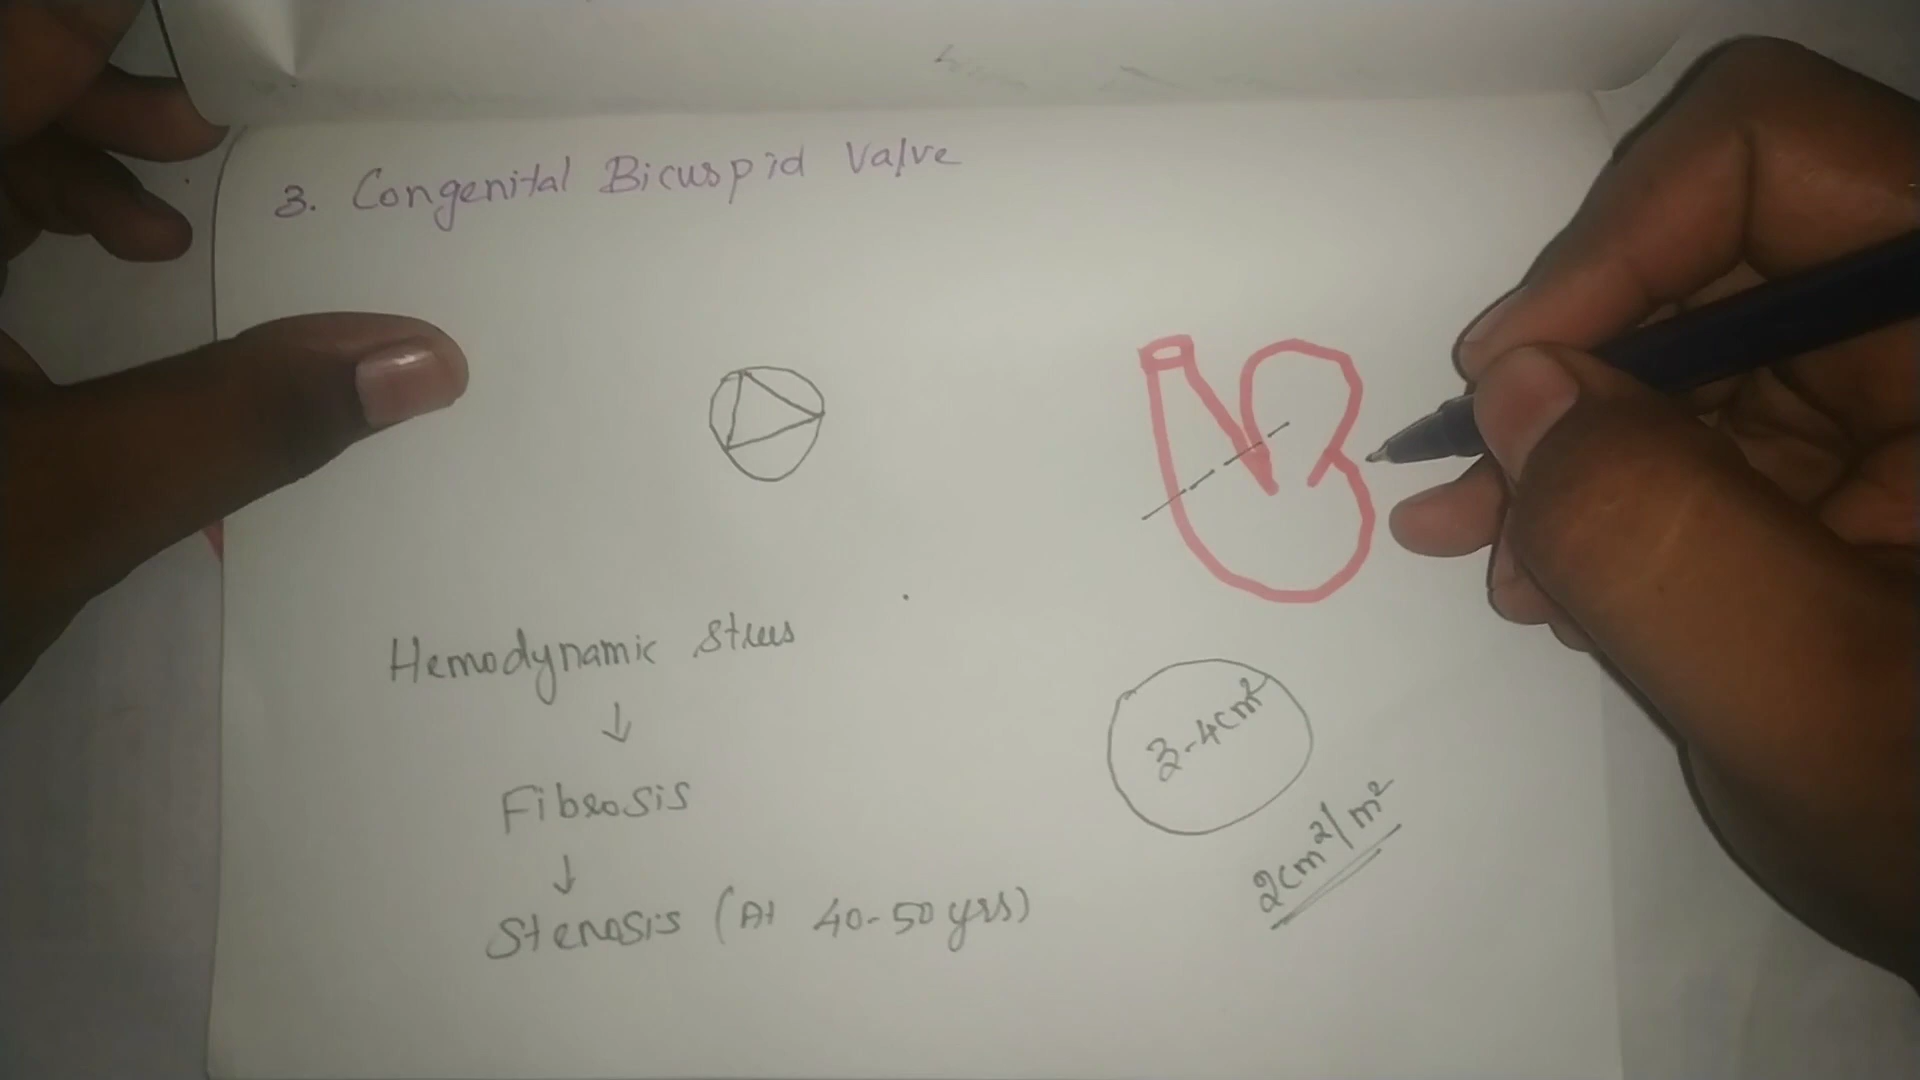 3. Congenital Bicuspid Valve
Hemodynamic Stress
↓
Fibrosis
↓
Stenosis (At 40-50 yrs)
3-4cm²
2cm²/m²